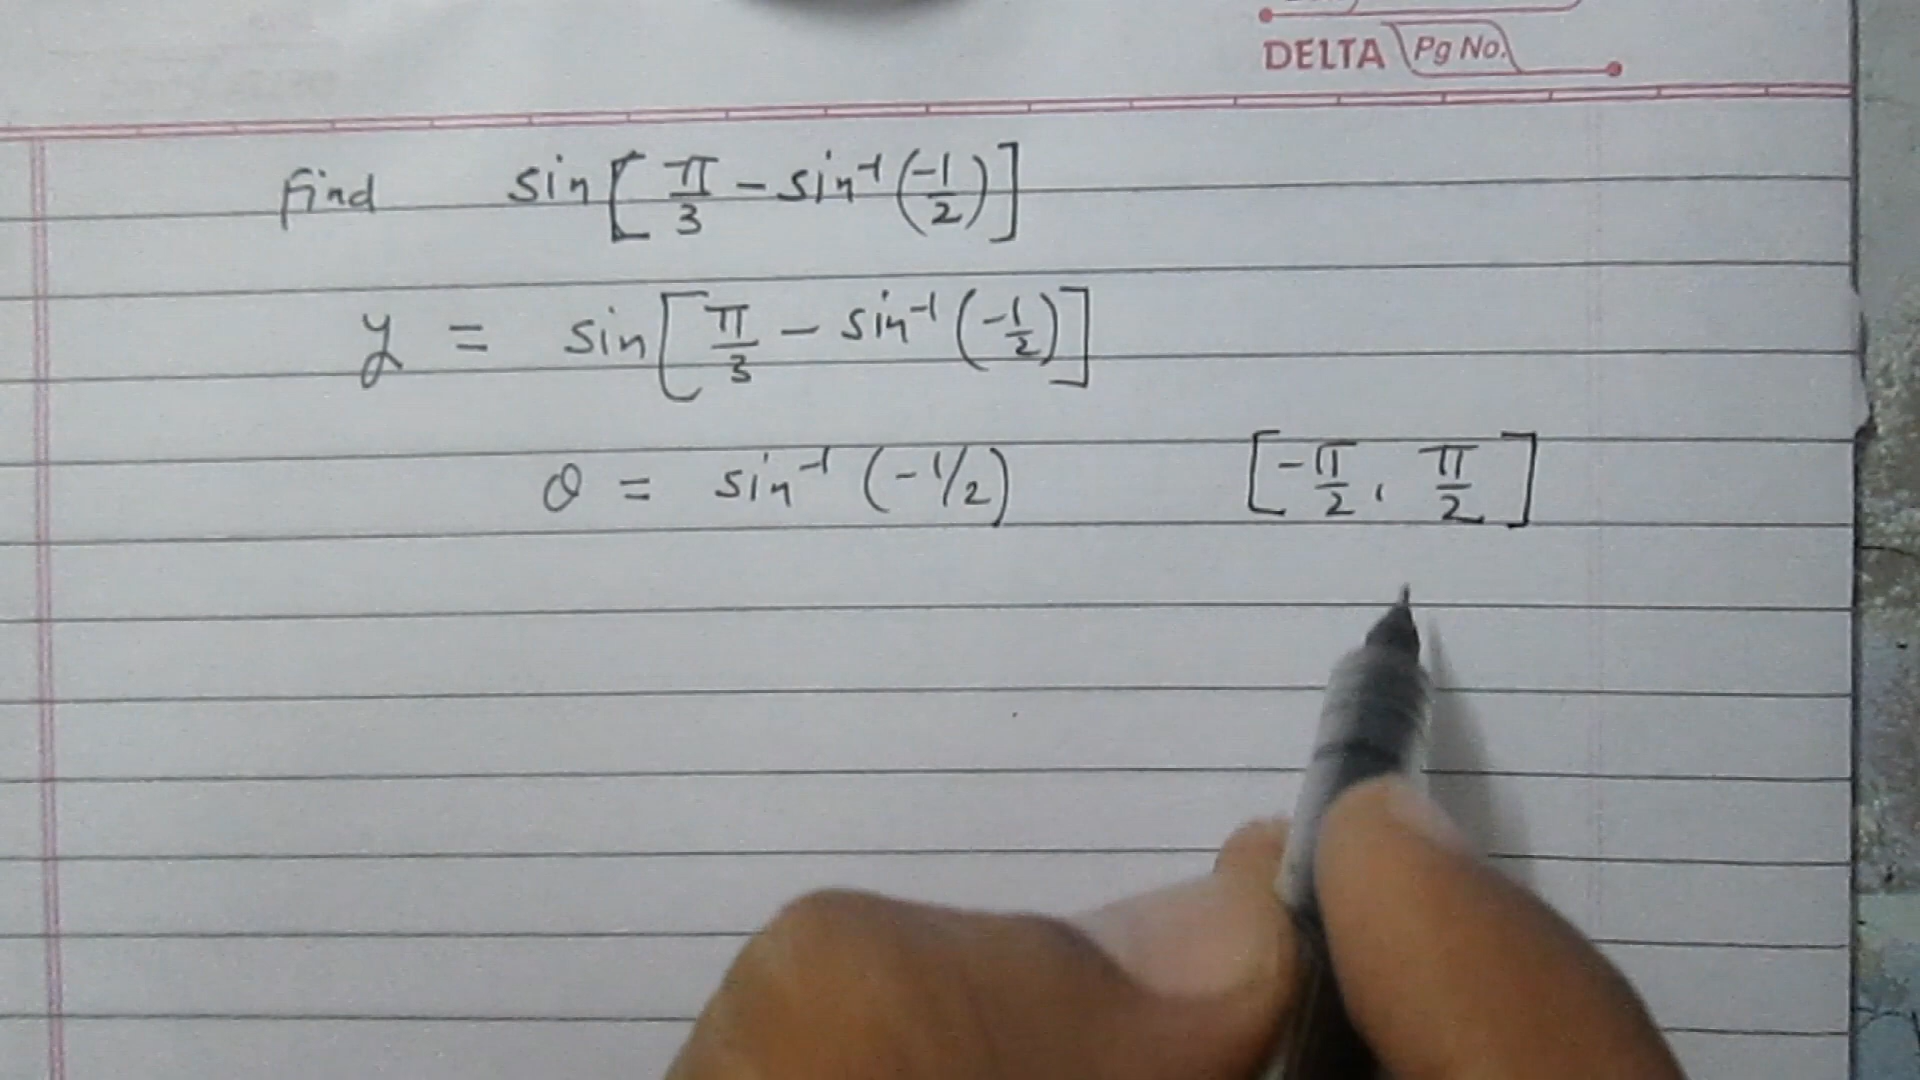 DELTA Pg No.
Find sin[π/3 - sin⁻¹(-1/2)]
y = sin[π/3 - sin⁻¹(-1/2)]
θ = sin⁻¹(-1/2) [-π/2, π/2]